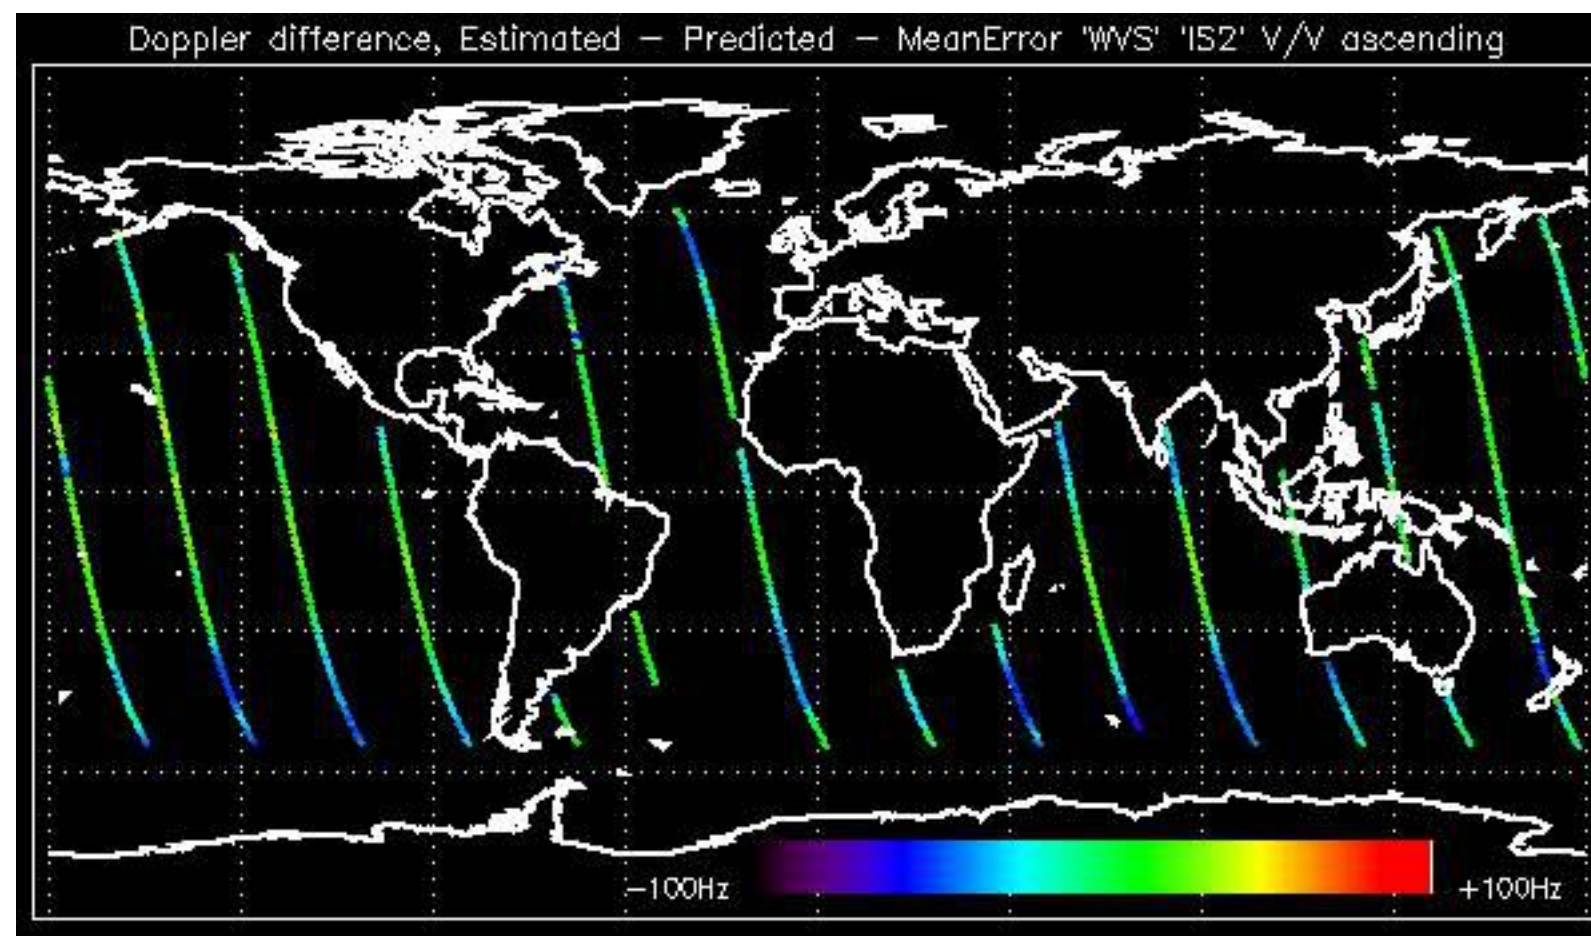 Doppler difference, Estimated – Predicted – MeanError 'WVS' 'IS2' V/V ascending
–100Hz
+100Hz